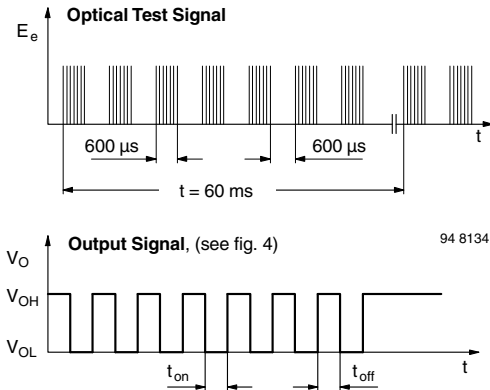 Optical Test Signal
E_e
600 µs
600 µs
t
t = 60 ms
Output Signal, (see fig. 4)
94 8134
V_O
V_OH
V_OL
t_on
t_off
t